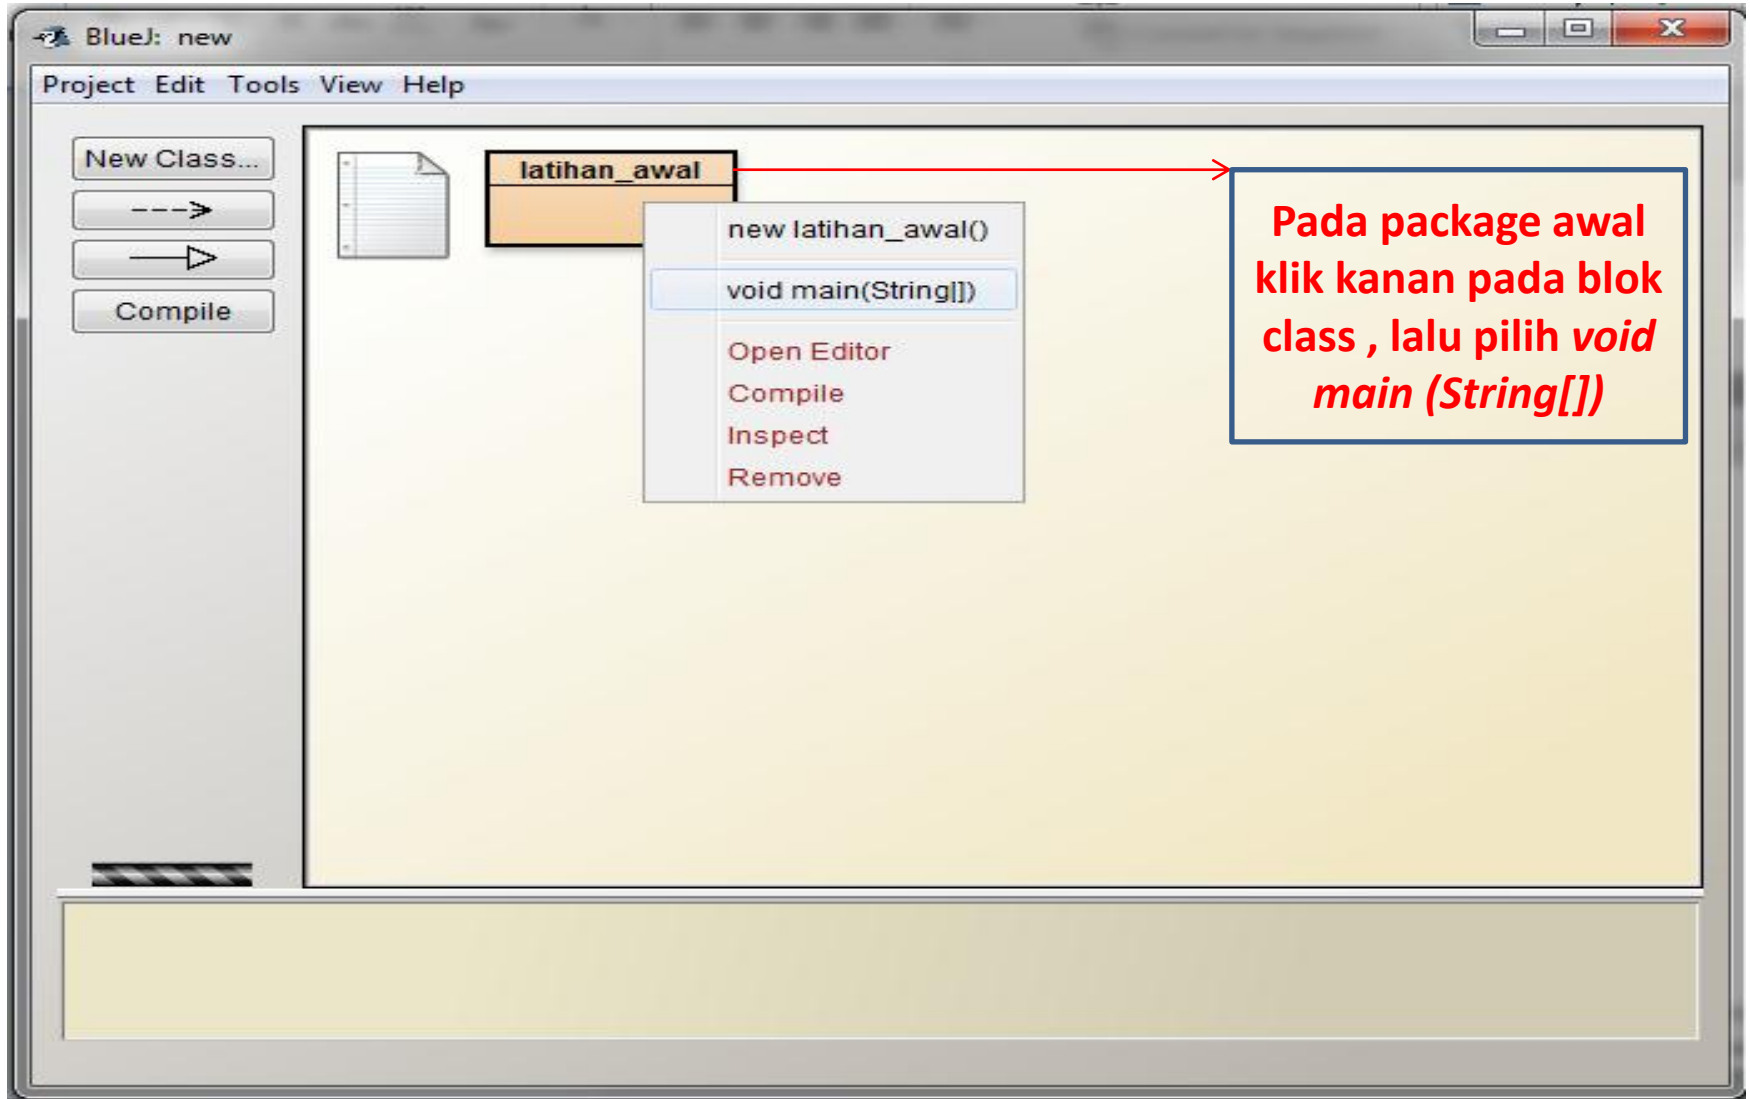 BlueJ: new
Project Edit Tools View Help
New Class...
latihan_awal
Pada package awal
klik kanan pada blok
class , lalu pilih void
main (String[])
new latihan_awal()
void main(String[])
Compile
Open Editor
Compile
Inspect
Remove